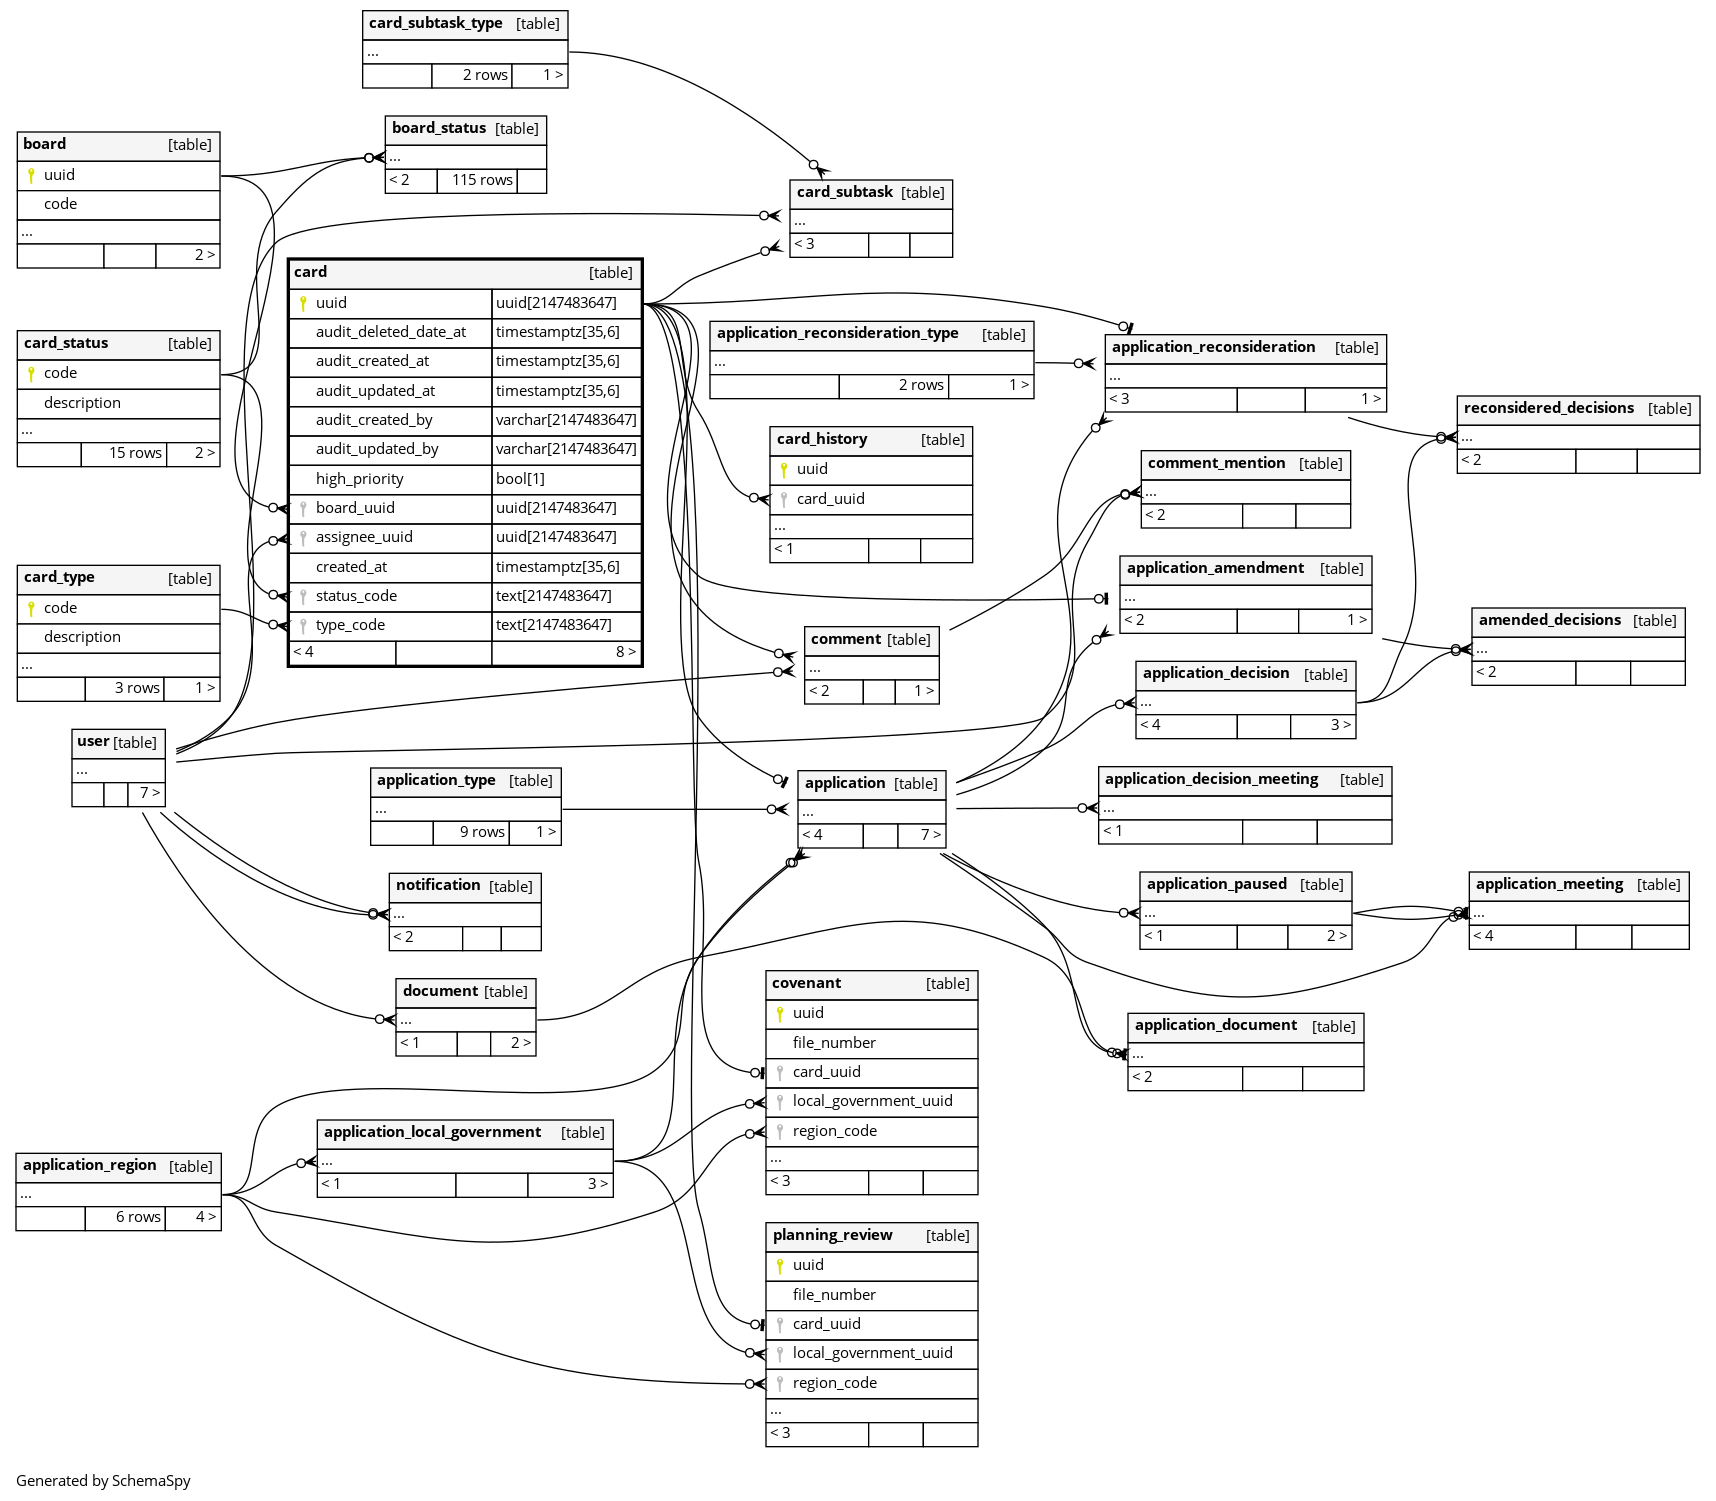 card_subtask_type [table]
...
2 rows 1 >
board_status [table]
...
< 2 115 rows
board [table]
uuid
code
...
2 >
card_subtask [table]
...
< 3
card [table]
uuid uuid[2147483647]
audit_deleted_date_at timestamptz[35,6]
audit_created_at timestamptz[35,6]
audit_updated_at timestamptz[35,6]
audit_created_by varchar[2147483647]
audit_updated_by varchar[2147483647]
high_priority bool[1]
board_uuid uuid[2147483647]
assignee_uuid uuid[2147483647]
created_at timestamptz[35,6]
status_code text[2147483647]
type_code text[2147483647]
< 4 8 >
card_status [table]
code
description
...
15 rows 2 >
application_reconsideration_type [table]
...
2 rows 1 >
application_reconsideration [table]
...
< 3 1 >
reconsidered_decisions [table]
...
< 2
card_history [table]
uuid
card_uuid
...
< 1
comment_mention [table]
...
< 2
card_type [table]
code
description
...
3 rows 1 >
application_amendment [table]
...
< 2 1 >
comment [table]
...
< 2 1 >
amended_decisions [table]
...
< 2
application_decision [table]
...
< 4 3 >
user [table]
...
7 >
application_type [table]
...
9 rows 1 >
application [table]
...
< 4 7 >
application_decision_meeting [table]
...
< 1
notification [table]
...
< 2
application_paused [table]
...
< 1 2 >
application_meeting [table]
...
< 4
document [table]
...
< 1 2 >
covenant [table]
uuid
file_number
card_uuid
local_government_uuid
region_code
...
< 3
application_document [table]
...
< 2
application_local_government [table]
...
< 1 3 >
application_region [table]
...
6 rows 4 >
planning_review [table]
uuid
file_number
card_uuid
local_government_uuid
region_code
...
< 3
Generated by SchemaSpy